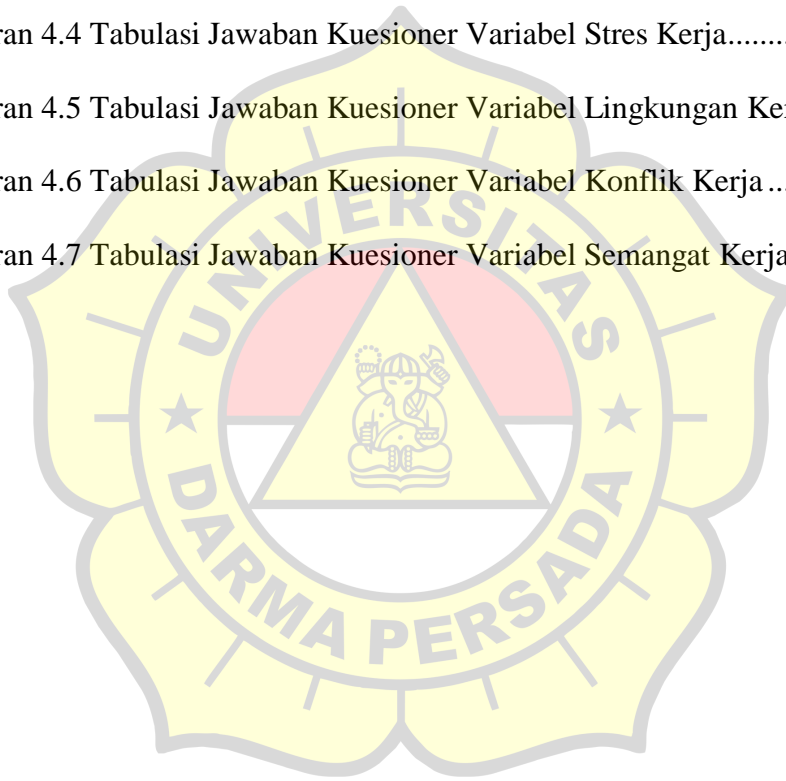 ran 4.4 Tabulasi Jawaban Kuesioner Variabel Stres Kerja........
ran 4.5 Tabulasi Jawaban Kuesioner Variabel Lingkungan Ke
ran 4.6 Tabulasi Jawaban Kuesioner Variabel Konflik Kerja ...
ran 4.7 Tabulasi Jawaban Kuesioner Variabel Semangat Kerja
UNIVERSITAS
DARMA PERSADA